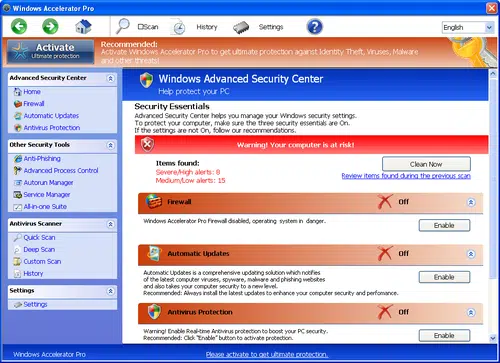 Windows Accelerator Pro
Scan
History
Settings
English
Activate
Ultimate protection
Recommended:
Activate Windows Accelerator Pro to get ultimate protection against Identity Theft, Viruses, Malware
and other threats!
Advanced Security Center
Home
Firewall
Automatic Updates
Antivirus Protection
Other Security Tools
Anti-Phishing
Advanced Process Control
Autorun Manager
Service Manager
All-in-one Suite
Antivirus Scanner
Quick Scan
Deep Scan
Custom Scan
History
Settings
Settings
Windows Advanced Security Center
Help protect your PC
Security Essentials
Advanced Security Center helps you manage your Windows security settings.
To protect your computer, make sure the three security essentials are On.
If the settings are not On, follow our recommendations.
Warning! Your computer is at risk!
Items found:
Severe/High alerts: 8
Medium/Low alerts: 15
Clean Now
Review items found during the previous scan
Firewall
Off
Windows Accelerator Pro Firewall disabled, operating system in danger.
Enable
Automatic Updates
Off
Automatic Updates is a comprehensive updating solution which notifies
of the latest computer viruses, spyware, malware and phishing websites
and also takes your computer security to a new level.
Recommended: Always install the latest updates to enhance your computer security and perfomance.
Enable
Antivirus Protection
Off
Warning! Enable Real-time Antivirus protection to boost your PC security.
Recommended: Click "Enable" button to activate protection.
Enable
Windows Accelerator Pro
Please activate to get ultimate protection.